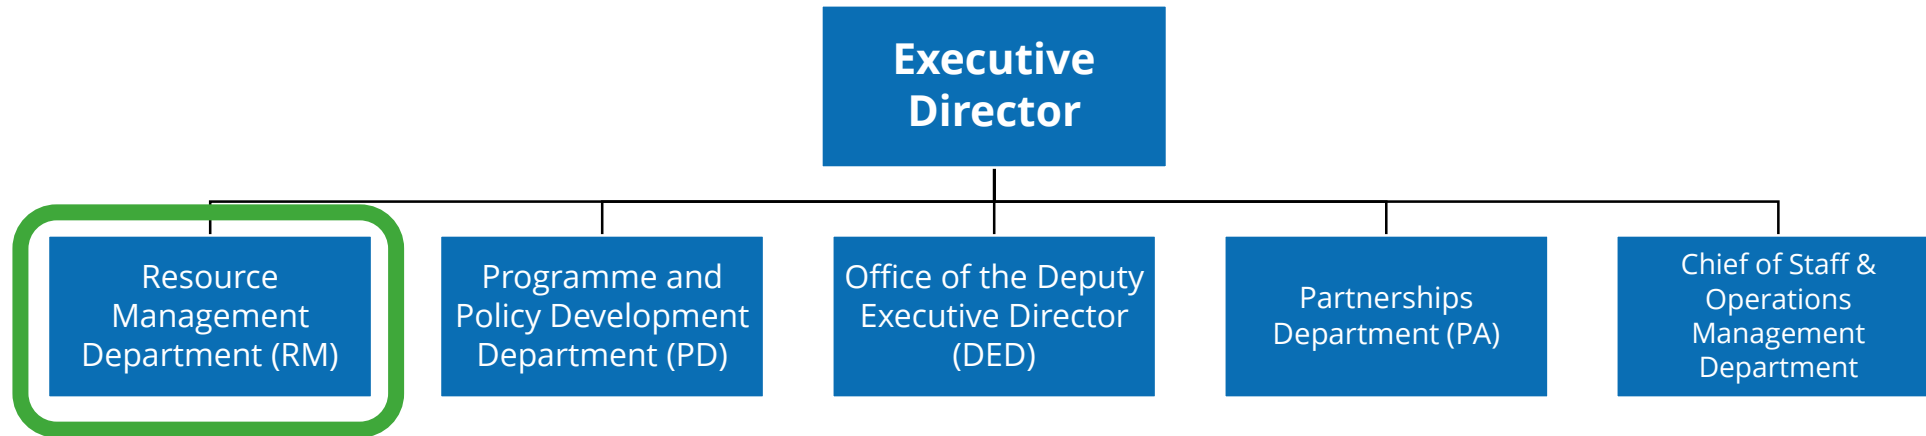 Executive
Director
Resource
Management
Department (RM)
Programme and
Policy Development
Department (PD)
Office of the Deputy
Executive Director
(DED)
Partnerships
Department (PA)
Chief of Staff &
Operations
Management
Department